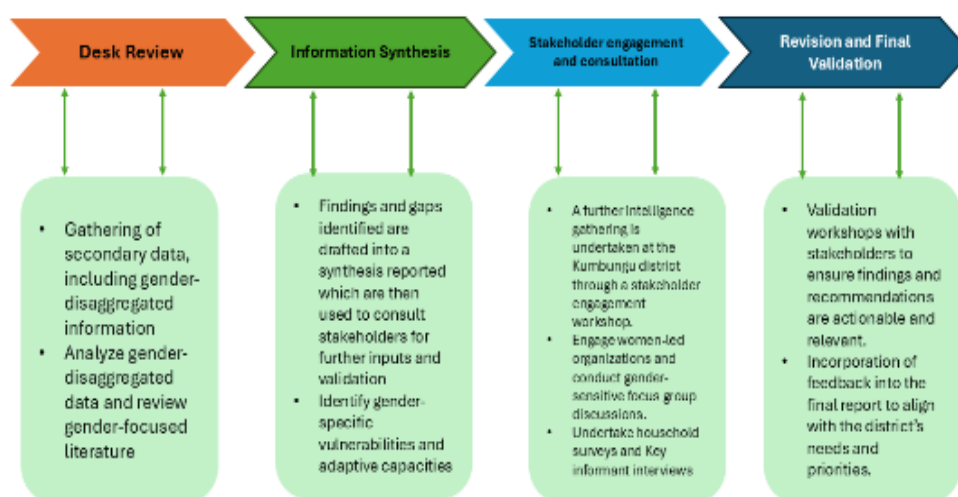 Desk Review
Information Synthesis
Stakeholder engagement
and consultation
Revision and Final
Validation
• Gathering of
secondary data,
including gender-
disaggregated
information
• Analyze gender-
disaggregated
data and review
gender-focused
literature
• Findings and gaps
identified are
drafted into a
synthesis reported
which are then
used to consult
stakeholders for
further inputs and
validation
• Identify gender-
specific
vulnerabilities and
adaptive capacities
• A further intelligence
gathering is
undertaken at the
Kumbungu district
through a stakeholder
engagement
workshop.
• Engage women-led
organizations and
conduct gender-
sensitive focus group
discussions.
• Undertake household
surveys and Key
informant interviews
• Validation
workshops with
stakeholders to
ensure findings and
recommendations
are actionable and
relevant.
• Incorporation of
feedback into the
final report to align
with the district's
needs and
priorities.